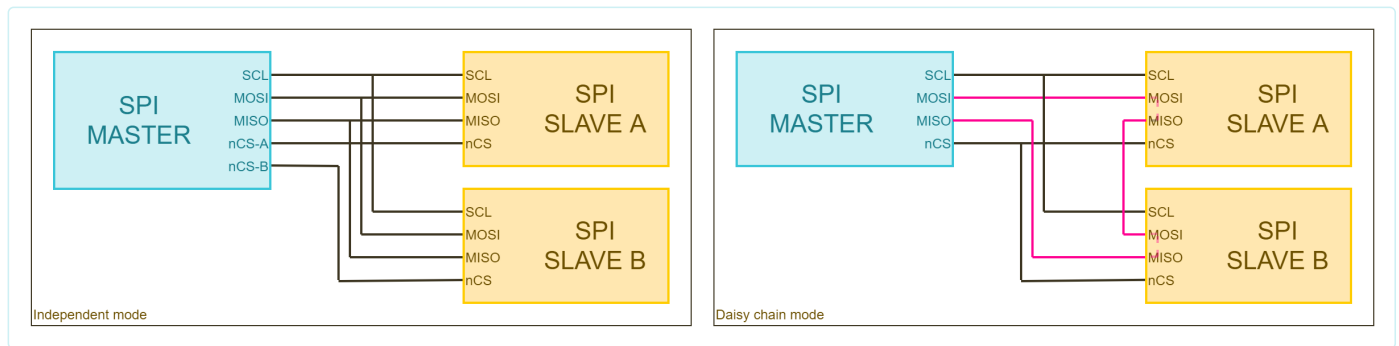 SPI
MASTER
SCL
MOSI
MISO
nCS-A
nCS-B
SCL
MOSI
MISO
nCS
SPI
SLAVE A
SCL
MOSI
MISO
nCS
SPI
SLAVE B
Independent mode
SPI
MASTER
SCL
MOSI
MISO
nCS
SCL
MOSI
MISO
nCS
SPI
SLAVE A
SCL
MOSI
MISO
nCS
SPI
SLAVE B
Daisy chain mode